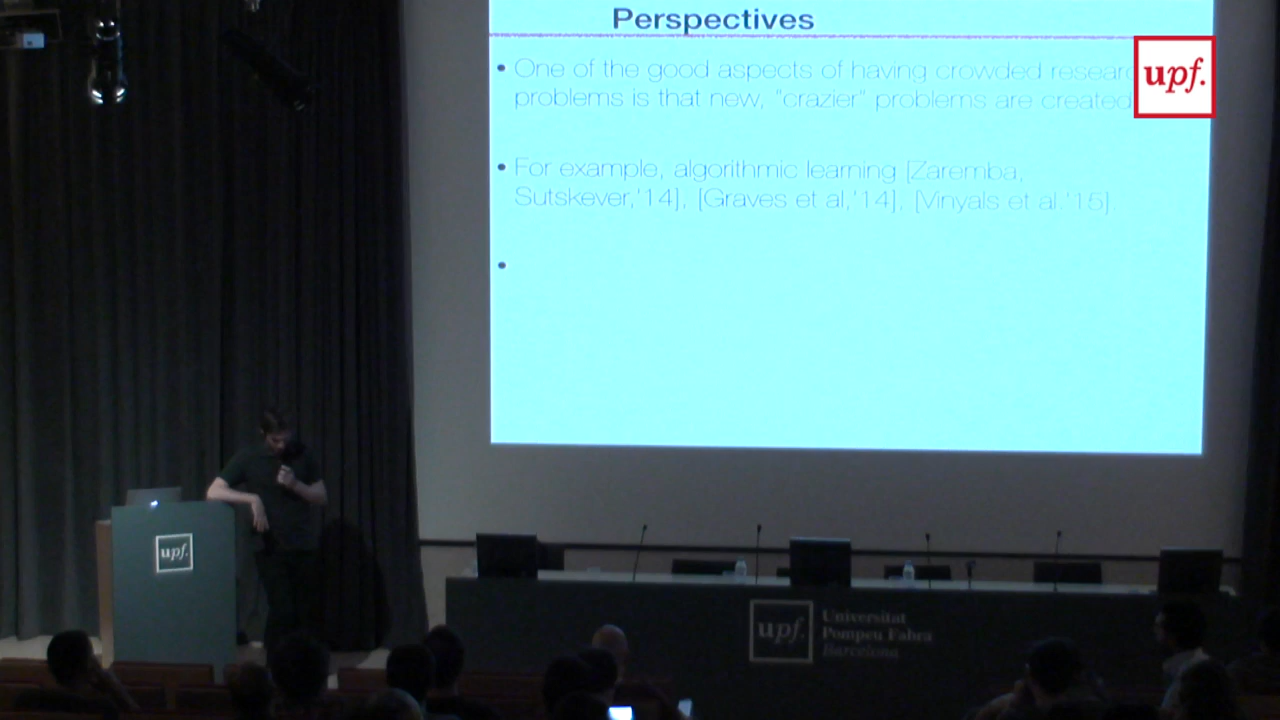 Perspectives
• One of the good aspects of having crowded researc
problems is that new, "crazier" problems are created
• For example, algorithmic learning [Zaremba,
Sutskever,'14], [Graves et al,'14], [Vinyals et al.'15].
•
upf.
upf.
upf.
Universitat
Pompeu Fabra
Barcelona